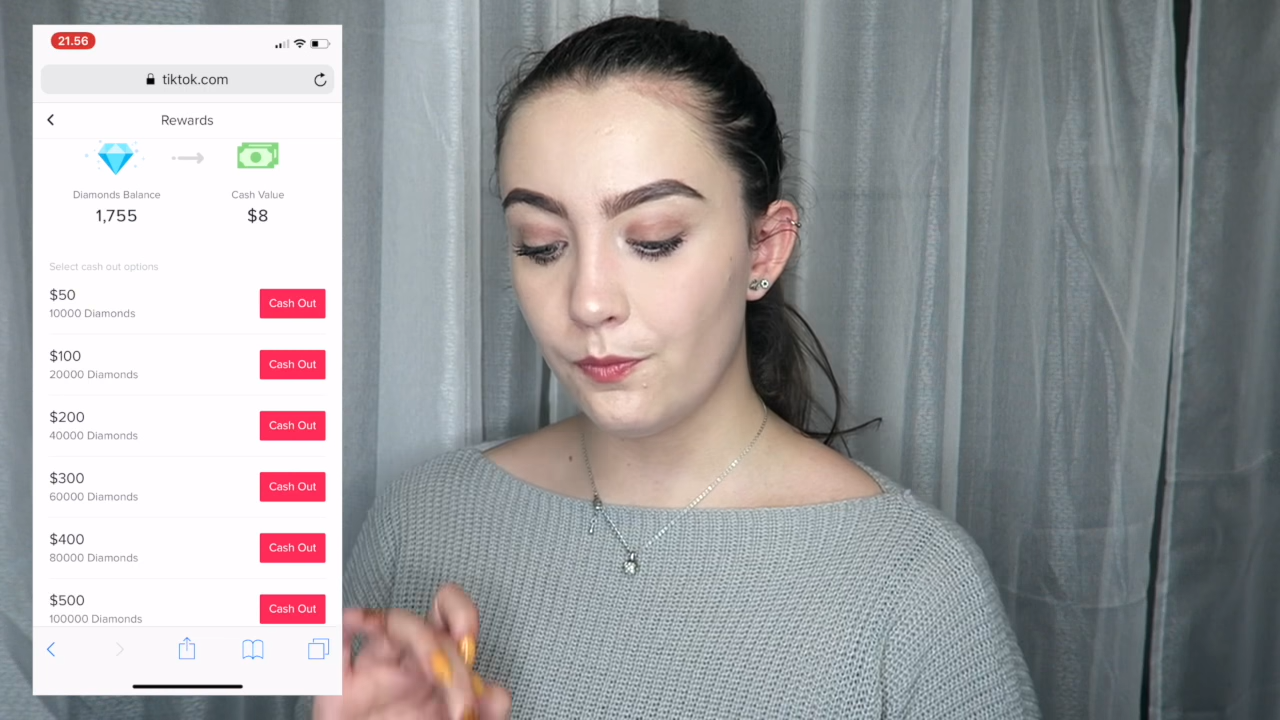 21.56
tiktok.com
Rewards
Diamonds Balance
Cash Value
1,755
$8
Select cash out options
$50
10000 Diamonds
Cash Out
$100
20000 Diamonds
Cash Out
$200
40000 Diamonds
Cash Out
$300
60000 Diamonds
Cash Out
$400
80000 Diamonds
Cash Out
$500
100000 Diamonds
Cash Out